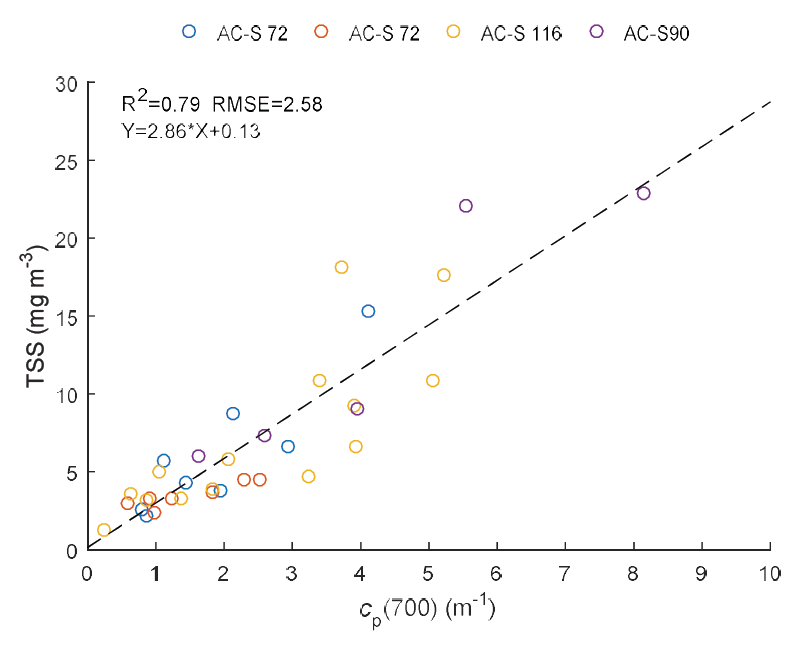 AC-S 72 AC-S 72 AC-S 116 AC-S90
30
R²=0.79 RMSE=2.58
Y=2.86*X+0.13
25
20
TSS (mg m⁻³)
15
10
5
0
0 1 2 3 4 5 6 7 8 9 10
cₚ(700) (m⁻¹)